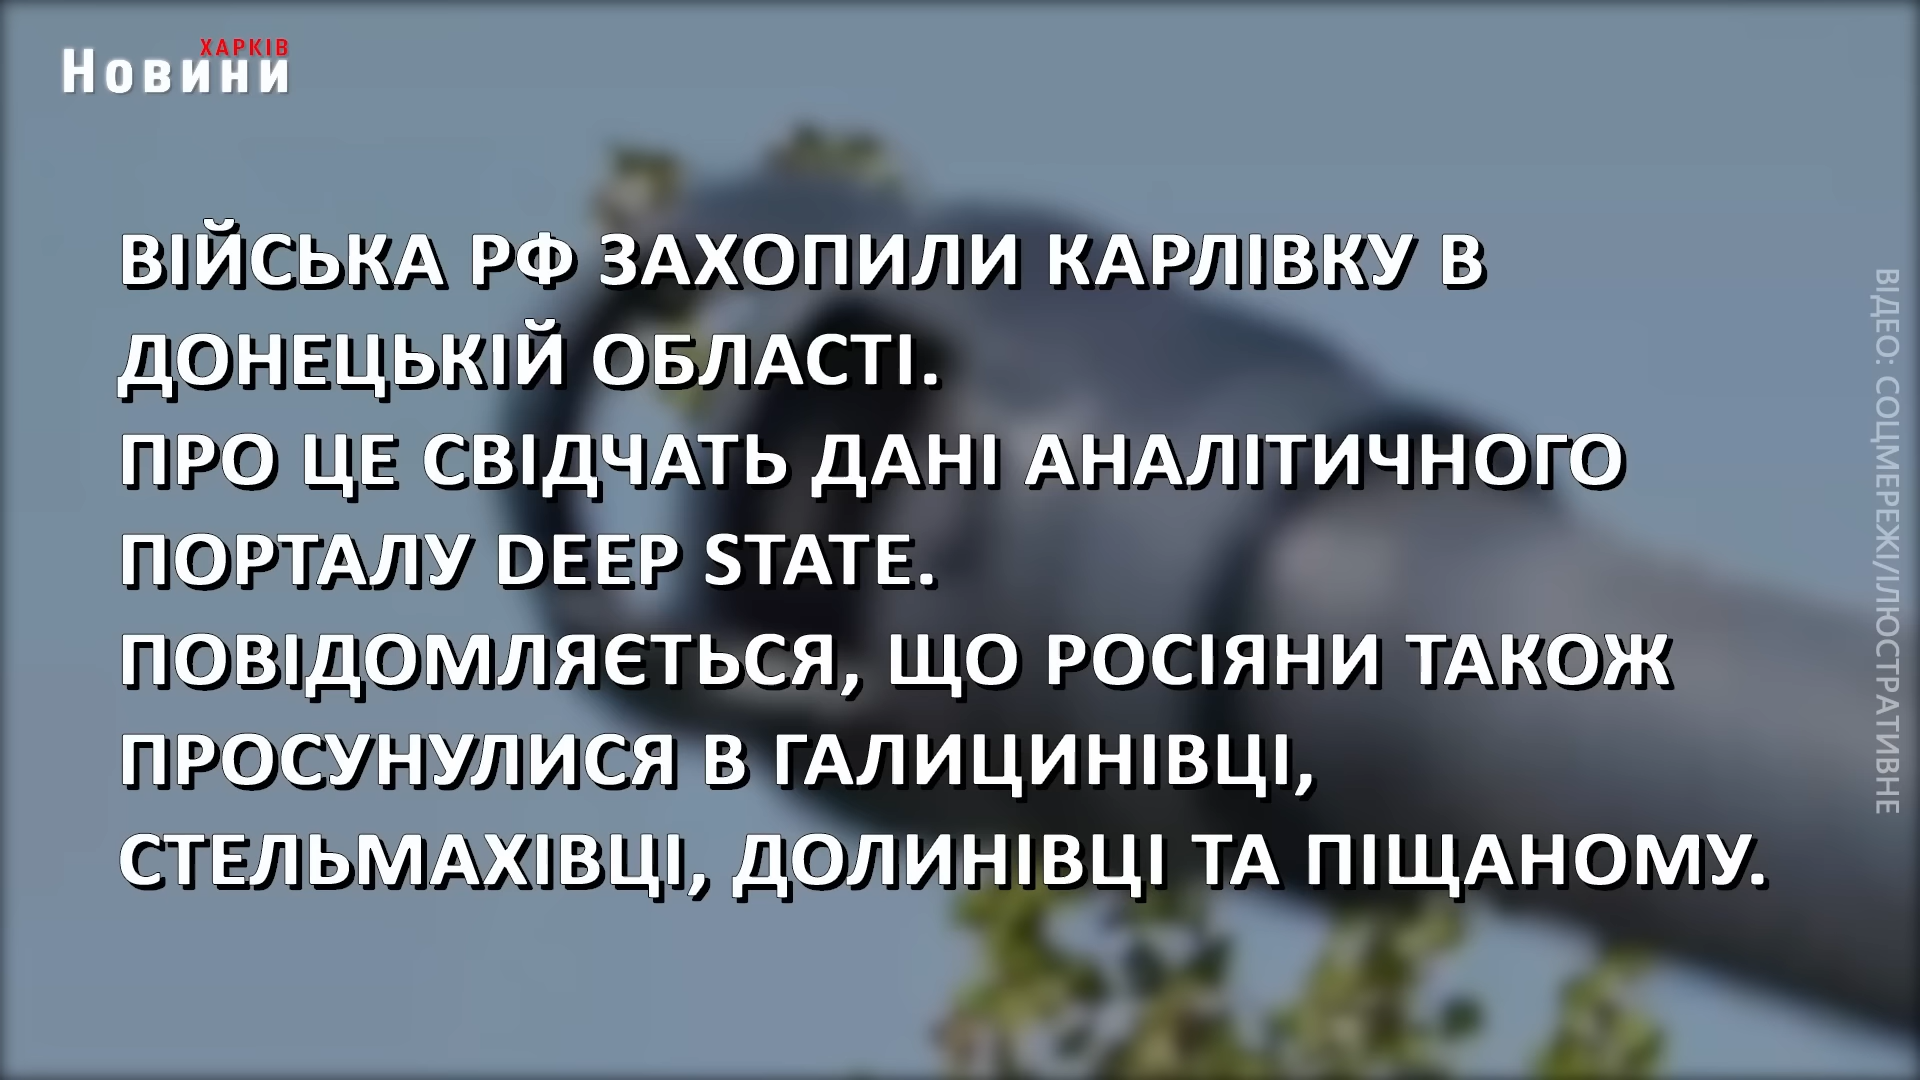 ХАРКІВ
Новини
ВІЙСЬКА РФ ЗАХОПИЛИ КАРЛІВКУ В
ДОНЕЦЬКІЙ ОБЛАСТІ.
ПРО ЦЕ СВІДЧАТЬ ДАНІ АНАЛІТИЧНОГО
ПОРТАЛУ DEEP STATE.
ПОВІДОМЛЯЄТЬСЯ, ЩО РОСІЯНИ ТАКОЖ
ПРОСУНУЛИСЯ В ГАЛИЦИНІВЦІ,
СТЕЛЬМАХІВЦІ, ДОЛИНІВЦІ ТА ПІЩАНОМУ.
ВІДЕО: СОЦМЕРЕЖІ/ІЛЮСТРАТИВНЕ